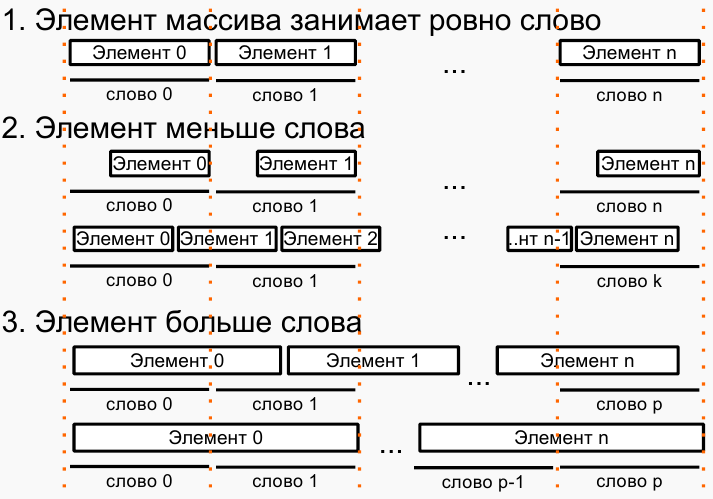 1. Элемент массива занимает ровно слово
Элемент 0 Элемент 1 ... Элемент n
слово 0 слово 1 слово n
2. Элемент меньше слова
Элемент 0 Элемент 1 ... Элемент n
слово 0 слово 1 слово n
Элемент 0 Элемент 1 Элемент 2 ... ..нт n-1 Элемент n
слово 0 слово 1 слово k
3. Элемент больше слова
Элемент 0 Элемент 1 ... Элемент n
слово 0 слово 1 слово p
Элемент 0 ... Элемент n
слово 0 слово 1 слово p-1 слово p